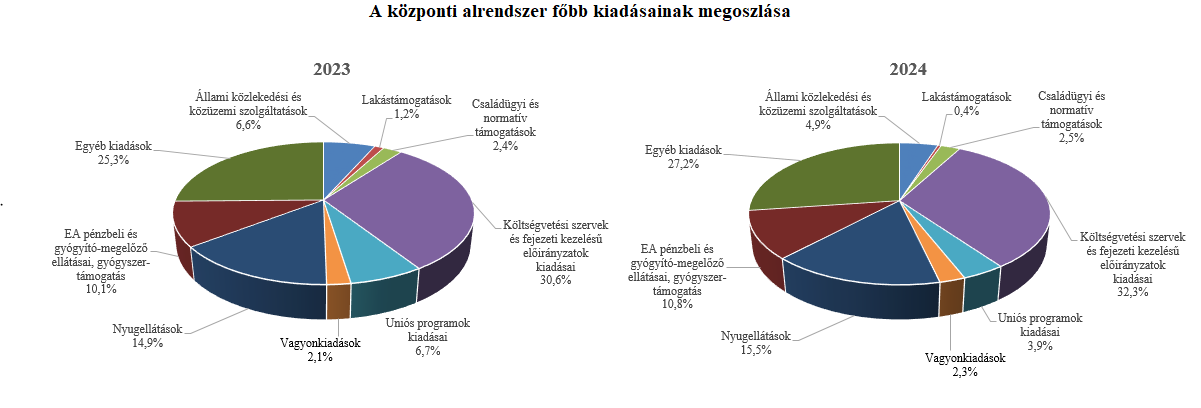 A központi alrendszer főbb kiadásainak megoszlása
2023
Állami közlekedési és
közüzemi szolgáltatások
6,6%
Lakástámogatások
1,2%
Családügyi és
normatív
támogatások
2,4%
Egyéb kiadások
25,3%
Költségvetési szervek
és fejezeti kezelésű
előirányzatok
kiadásai
30,6%
EA pénzbeli és
gyógyító-megelőző
ellátásai, gyógyszer-
támogatás
10,1%
Nyugellátások
14,9%
Vagyonkiadások
2,1%
Uniós programok
kiadásai
6,7%
2024
Állami közlekedési és
közüzemi szolgáltatások
4,9%
Lakástámogatások
0,4%
Családügyi és
normatív
támogatások
2,5%
Egyéb kiadások
27,2%
Költségvetési szervek
és fejezeti kezelésű
előirányzatok
kiadásai
32,3%
EA pénzbeli és
gyógyító-megelőző
ellátásai, gyógyszer-
támogatás
10,8%
Nyugellátások
15,5%
Vagyonkiadások
2,3%
Uniós programok
kiadásai
3,9%
.